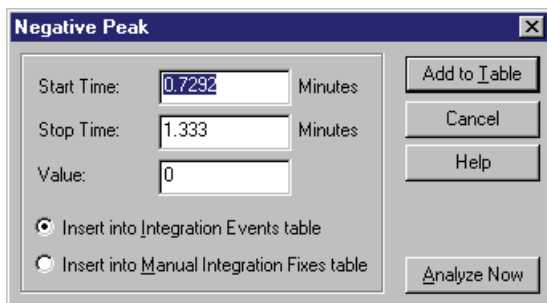 Negative Peak
Start Time: 0.7292 Minutes
Stop Time: 1.333 Minutes
Value: 0
Insert into Integration Events table
Insert into Manual Integration Fixes table
Add to Table
Cancel
Help
Analyze Now